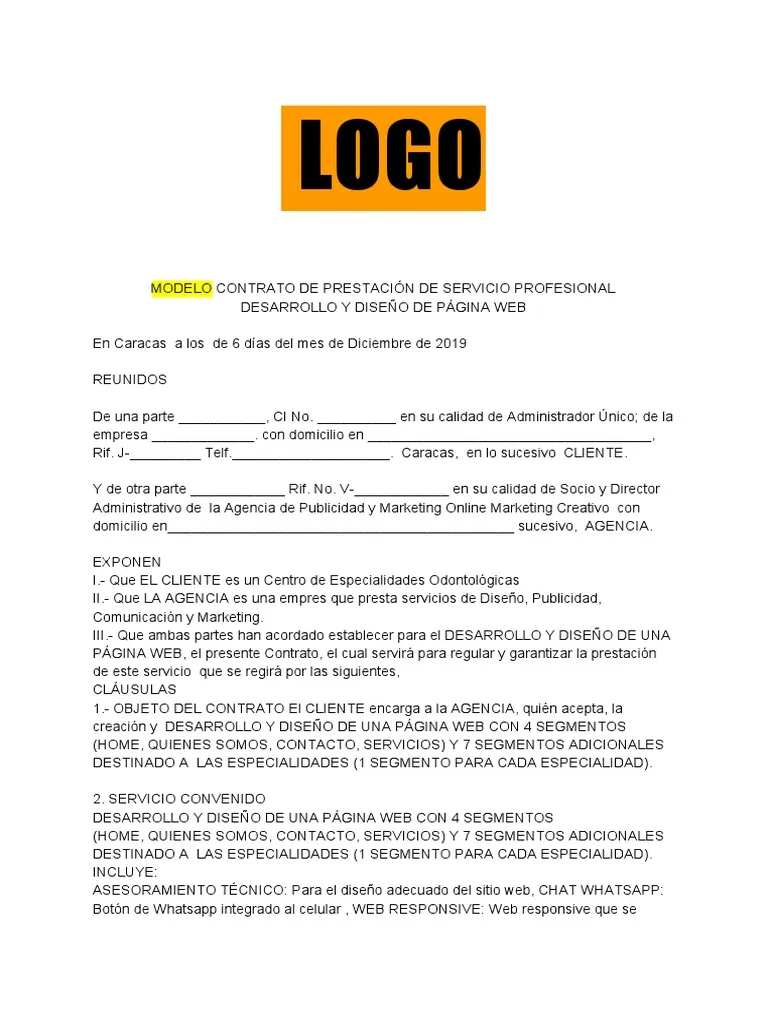 LOGO
MODELO CONTRATO DE PRESTACIÓN DE SERVICIO PROFESIONAL
DESARROLLO Y DISEÑO DE PÁGINA WEB
En Caracas a los de 6 días del mes de Diciembre de 2019
REUNIDOS
De una parte ___________, CI No. __________ en su calidad de Administrador Único; de la
empresa _____________. con domicilio en ____________________________________,
Rif. J-_________ Telf.____________________. Caracas, en lo sucesivo CLIENTE.
Y de otra parte ____________ Rif. No. V-____________ en su calidad de Socio y Director
Administrativo de la Agencia de Publicidad y Marketing Online Marketing Creativo con
domicilio en____________________________________________ sucesivo, AGENCIA.
EXPONEN
I.- Que EL CLIENTE es un Centro de Especialidades Odontológicas
II.- Que LA AGENCIA es una empres que presta servicios de Diseño, Publicidad,
Comunicación y Marketing.
III.- Que ambas partes han acordado establecer para el DESARROLLO Y DISEÑO DE UNA
PÁGINA WEB, el presente Contrato, el cual servirá para regular y garantizar la prestación
de este servicio que se regirá por las siguientes,
CLÁUSULAS
1.- OBJETO DEL CONTRATO El CLIENTE encarga a la AGENCIA, quién acepta, la
creación y DESARROLLO Y DISEÑO DE UNA PÁGINA WEB CON 4 SEGMENTOS
(HOME, QUIENES SOMOS, CONTACTO, SERVICIOS) Y 7 SEGMENTOS ADICIONALES
DESTINADO A LAS ESPECIALIDADES (1 SEGMENTO PARA CADA ESPECIALIDAD).
2. SERVICIO CONVENIDO
DESARROLLO Y DISEÑO DE UNA PÁGINA WEB CON 4 SEGMENTOS
(HOME, QUIENES SOMOS, CONTACTO, SERVICIOS) Y 7 SEGMENTOS ADICIONALES
DESTINADO A LAS ESPECIALIDADES (1 SEGMENTO PARA CADA ESPECIALIDAD).
INCLUYE:
ASESORAMIENTO TÉCNICO: Para el diseño adecuado del sitio web, CHAT WHATSAPP:
Botón de Whatsapp integrado al celular , WEB RESPONSIVE: Web responsive que se